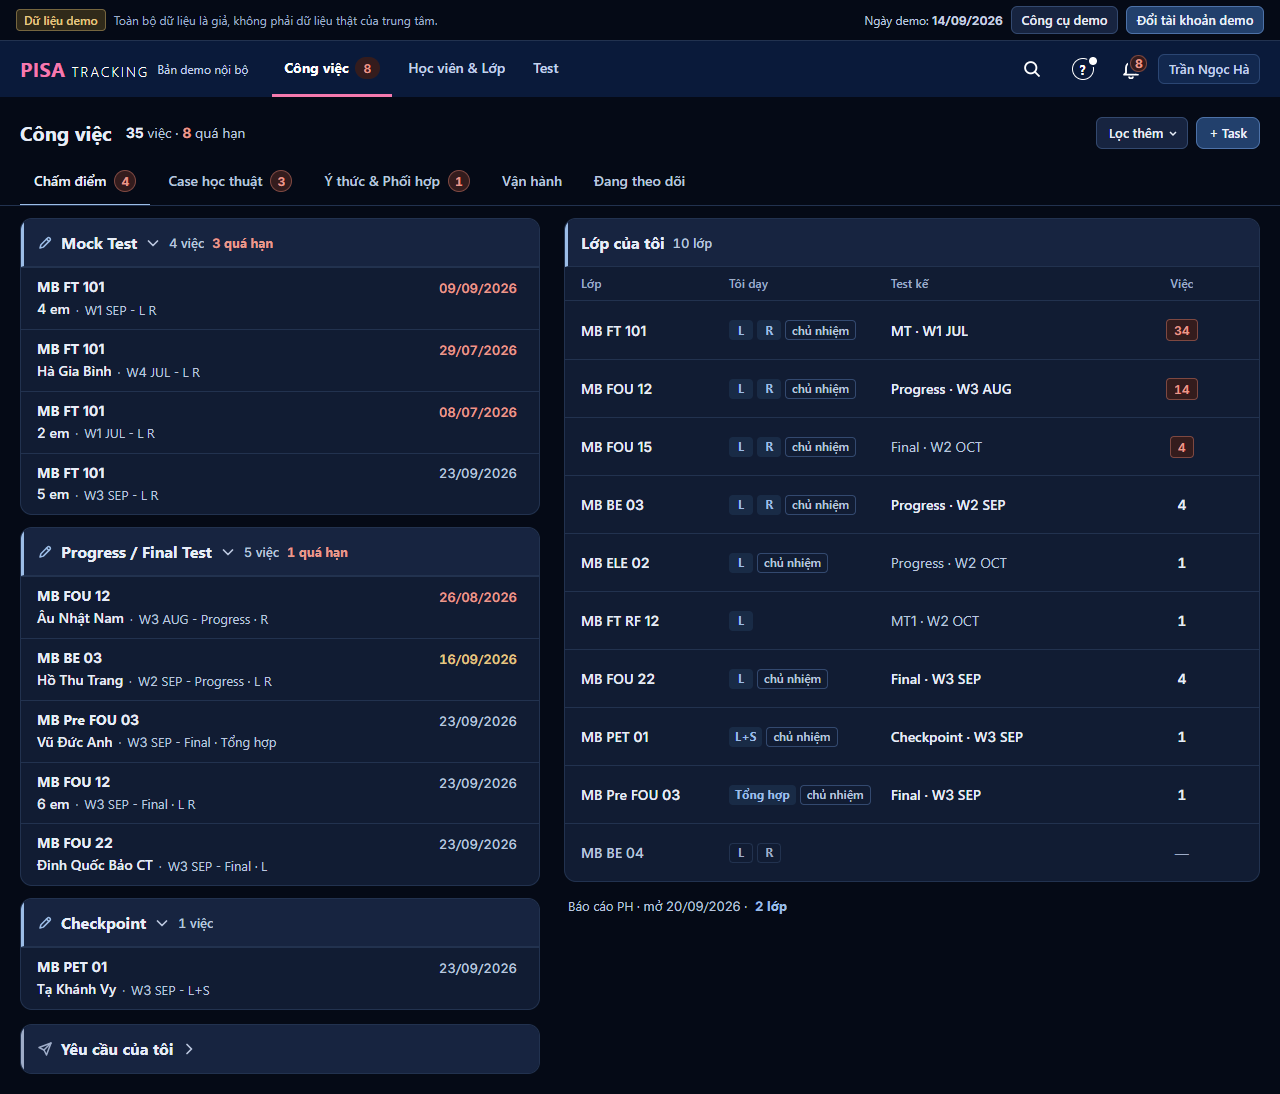 Dữ liệu demo Toàn bộ dữ liệu là giả, không phải dữ liệu thật của trung tâm. Ngày demo: 14/09/2026 Công cụ demo Đổi tài khoản demo
PISA TRACKING Bản demo nội bộ Công việc 8 Học viên & Lớp Test ? 8 Trần Ngọc Hà
Công việc 35 việc · 8 quá hạn Lọc thêm + Task
Chấm điểm 4 Case học thuật 3 Ý thức & Phối hợp 1 Vận hành Đang theo dõi
Mock Test 4 việc 3 quá hạn
MB FT 101 09/09/2026
4 em · W1 SEP - L R
MB FT 101 29/07/2026
Hà Gia Bình · W4 JUL - L R
MB FT 101 08/07/2026
2 em · W1 JUL - L R
MB FT 101 23/09/2026
5 em · W3 SEP - L R
Progress / Final Test 5 việc 1 quá hạn
MB FOU 12 26/08/2026
Âu Nhật Nam · W3 AUG - Progress · R
MB BE 03 16/09/2026
Hồ Thu Trang · W2 SEP - Progress · L R
MB Pre FOU 03 23/09/2026
Vũ Đức Anh · W3 SEP - Final · Tổng hợp
MB FOU 12 23/09/2026
6 em · W3 SEP - Final · L R
MB FOU 22 23/09/2026
Đinh Quốc Bảo CT · W3 SEP - Final · L
Checkpoint 1 việc
MB PET 01 23/09/2026
Tạ Khánh Vy · W3 SEP - L+S
Yêu cầu của tôi
Lớp của tôi 10 lớp
Lớp Tôi dạy Test kế Việc
MB FT 101 L R chủ nhiệm MT · W1 JUL 34
MB FOU 12 L R chủ nhiệm Progress · W3 AUG 14
MB FOU 15 L R chủ nhiệm Final · W2 OCT 4
MB BE 03 L R chủ nhiệm Progress · W2 SEP 4
MB ELE 02 L chủ nhiệm Progress · W2 OCT 1
MB FT RF 12 L MT1 · W2 OCT 1
MB FOU 22 L chủ nhiệm Final · W3 SEP 4
MB PET 01 L+S chủ nhiệm Checkpoint · W3 SEP 1
MB Pre FOU 03 Tổng hợp chủ nhiệm Final · W3 SEP 1
MB BE 04 L R —
Báo cáo PH · mở 20/09/2026 · 2 lớp